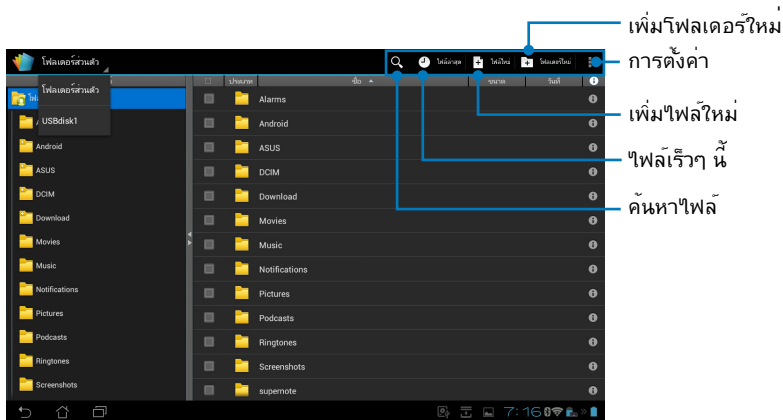 เพิ่มโฟลเดอร์ใหม่
การตั้งค่า
เพิ่มไฟล์ใหม่
ไฟล์เร็วๆ นี้
ค้นหาไฟล์
โฟลเดอร์ส่วนตัว
ไฟล์ล่าสุด
ไฟล์ใหม่
โฟลเดอร์ใหม่
โฟลเดอร์ส่วนตัว
USBdisk1
ประเภท
ชื่อ
ขนาด
วันที่
Android
ASUS
DCIM
Download
Movies
Music
Notifications
Pictures
Podcasts
Ringtones
Screenshots
Alarms
Android
ASUS
DCIM
Download
Movies
Music
Notifications
Pictures
Podcasts
Ringtones
Screenshots
supernote
7:16